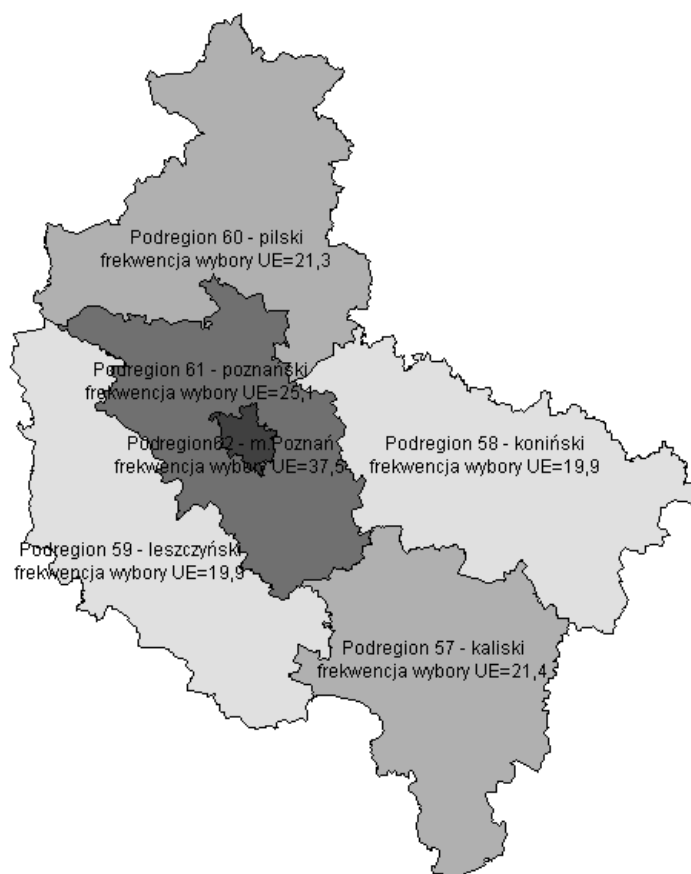 Podregion 60 - pilski
frekwencja wybory UE=21,3
Podregion 61 - poznański
frekwencja wybory UE=25,1
Podregion62 - m.Poznań
frekwencja wybory UE=37,5
Podregion 58 - koniński
frekwencja wybory UE=19,9
Podregion 59 - leszczyński
frekwencja wybory UE=19,9
Podregion 57 - kaliski
frekwencja wybory UE=21,4